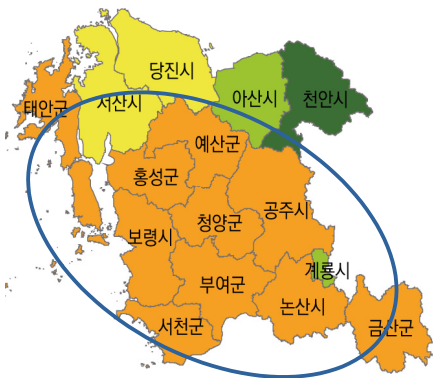 당진시
아산시
천안시
태안군
서산시
예산군
홍성군
공주시
청양군
보령시
계룡시
부여군
논산시
서천군
금산군